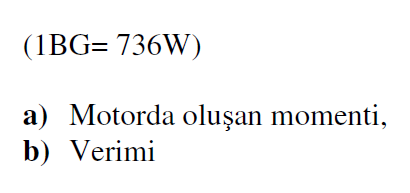 (1BG= 736W)
a) Motorda oluşan momenti,
b) Verimi